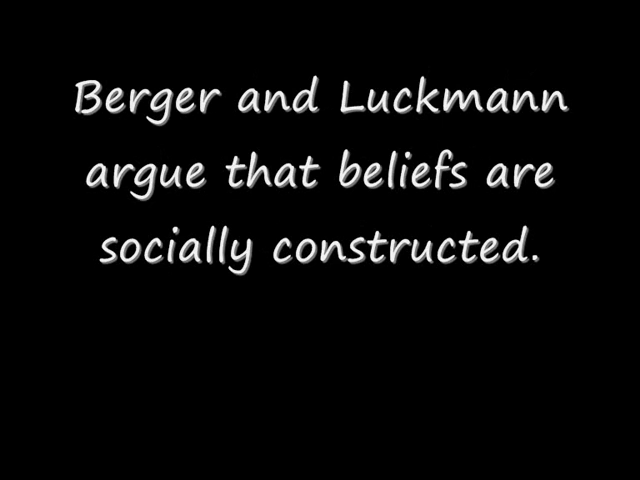 Berger and Luckmann
argue that beliefs are
socially constructed.